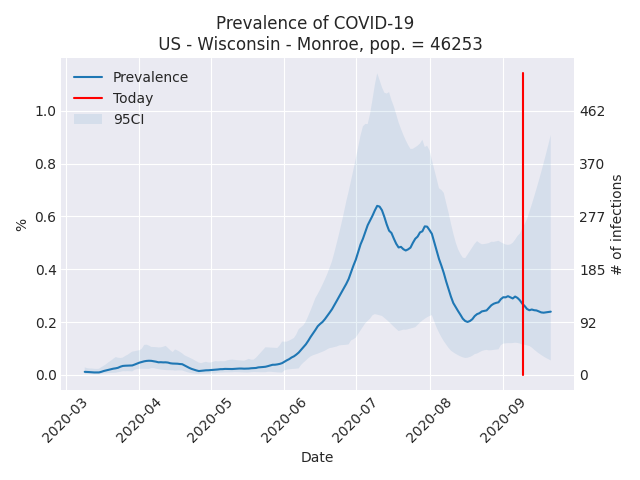 Prevalence of COVID-19
US - Wisconsin - Monroe, pop. = 46253
Prevalence
Today
95CI
1.0
0.8
0.6
0.4
0.2
0.0
%
462
370
277
185
92
0
# of infections
2020-03
2020-04
2020-05
2020-06
2020-07
2020-08
2020-09
Date